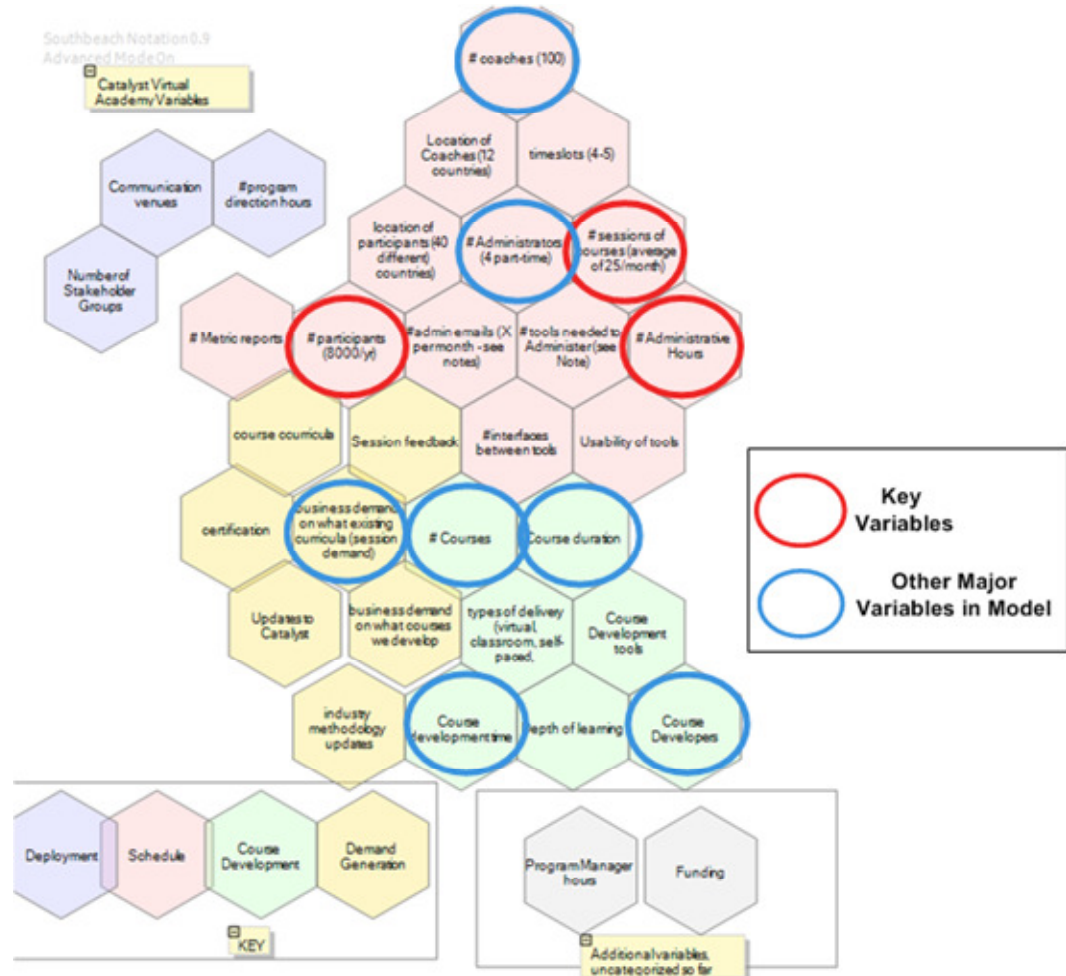 Southbeach Notation 0.9
Advanced Mode On
Catalyst Virtual
Academy Variables
# coaches (100)
Location of
Coaches (12
countries)
timeslots (4-5)
Communication
venues
#program
direction hours
Number of
Stakeholder
Groups
location of
participants (40
different)
countries)
# Administrators
(4 part-time)
# sessions of
courses (average
of 25/month)
# Metric reports
# participants
(8000/yr)
#admin emails (X
per month - see
notes)
# tools needed to
Administer (see
Note)
# Administrative
Hours
course ccurricula
Session feedback
#interfaces
between tools
Usability of tools
certification
business demand
on what existing
curricula (session
demand)
# Courses
Course duration
Updates to
Catalyst
business demand
on what courses
we develop
types of delivery
(virtual,
classroom, self-
paced,
Course
Development
tools
industry
methodology
updates
Course
development time
Depth of learning
Course
Developers
Key
Variables
Other Major
Variables in Model
Deployment
Schedule
Course
Development
Demand
Generation
KEY
Program Manager
hours
Funding
Additional variables,
uncategorized so far